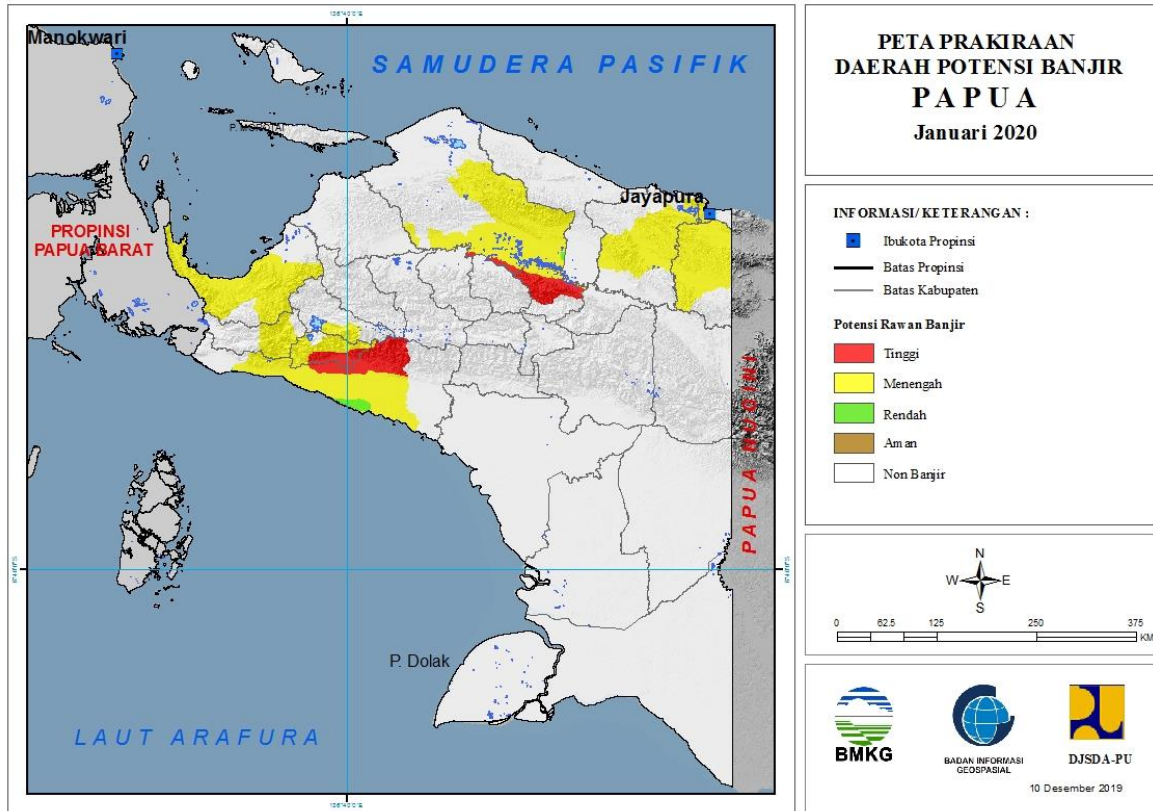 Manokwari
SAMUDERA PASIFIK
Jayapura
PROPINSI
PAPUA BARAT
PAPUA NUGINI
P. Dolak
LAUT ARAFURA
PETA PRAKIRAAN
DAERAH POTENSI BANJIR
PAPUA
Januari 2020
INFORMASI/ KETERANGAN :
Ibukota Propinsi
Batas Propinsi
Batas Kabupaten
Potensi Rawan Banjir
Tinggi
Menengah
Rendah
Aman
Non Banjir
N
W E
S
0 62.5 125 250 375
KM
BMKG
BADAN INFORMASI
GEOSPASIAL
DJSDA-PU
10 Desember 2019